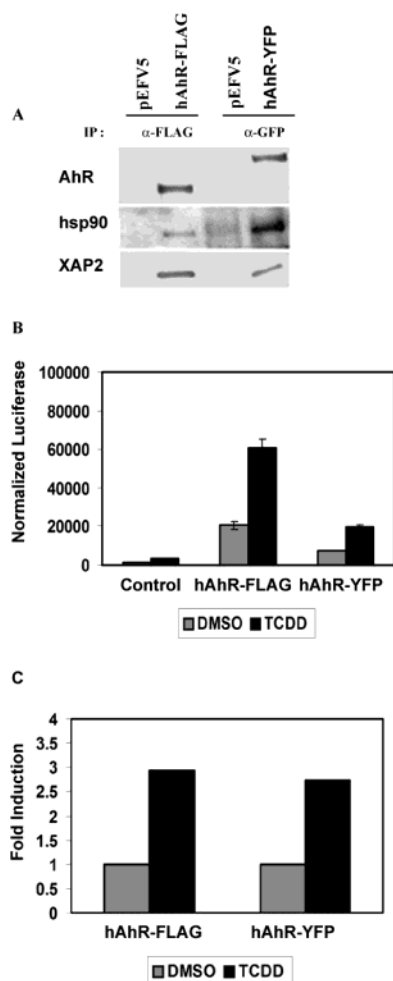 pEFV5
hAhR-FLAG
pEFV5
hAhR-YFP
A
IP : α-FLAG α-GFP
AhR
hsp90
XAP2
B
Normalized Luciferase
100000
80000
60000
40000
20000
0
Control hAhR-FLAG hAhR-YFP
DMSO TCDD
C
Fold Induction
4
3.5
3
2.5
2
1.5
1
0.5
0
hAhR-FLAG hAhR-YFP
DMSO TCDD